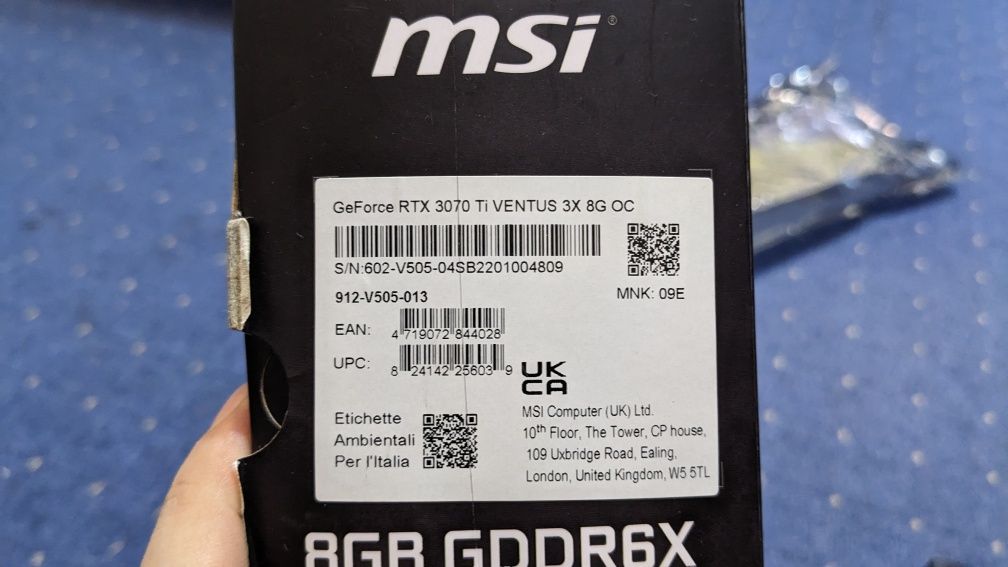 msi®
GeForce RTX 3070 Ti VENTUS 3X 8G OC
S/N:602-V505-04SB2201004809
MNK: 09E
912-V505-013
EAN: 4 719072 844028
UPC: 8 24142 25603 9
UK
CA
Etichette
Ambientali
Per l'Italia
MSI Computer (UK) Ltd.
10th Floor, The Tower, CP house,
109 Uxbridge Road, Ealing,
London, United Kingdom, W5 5TL
8GB GDDR6X